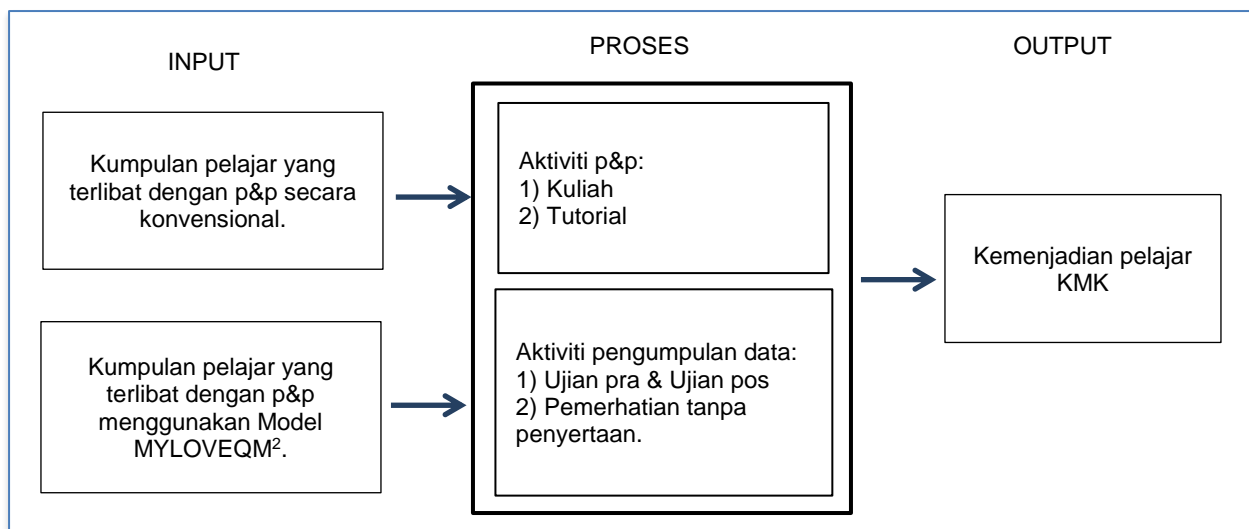 INPUT
PROSES
OUTPUT
Kumpulan pelajar yang
terlibat dengan p&p secara
konvensional.
Aktiviti p&p:
1) Kuliah
2) Tutorial
Kemenjadian pelajar
KMK
Kumpulan pelajar yang
terlibat dengan p&p
menggunakan Model
MYLOVEQM².
Aktiviti pengumpulan data:
1) Ujian pra & Ujian pos
2) Pemerhatian tanpa
penyertaan.